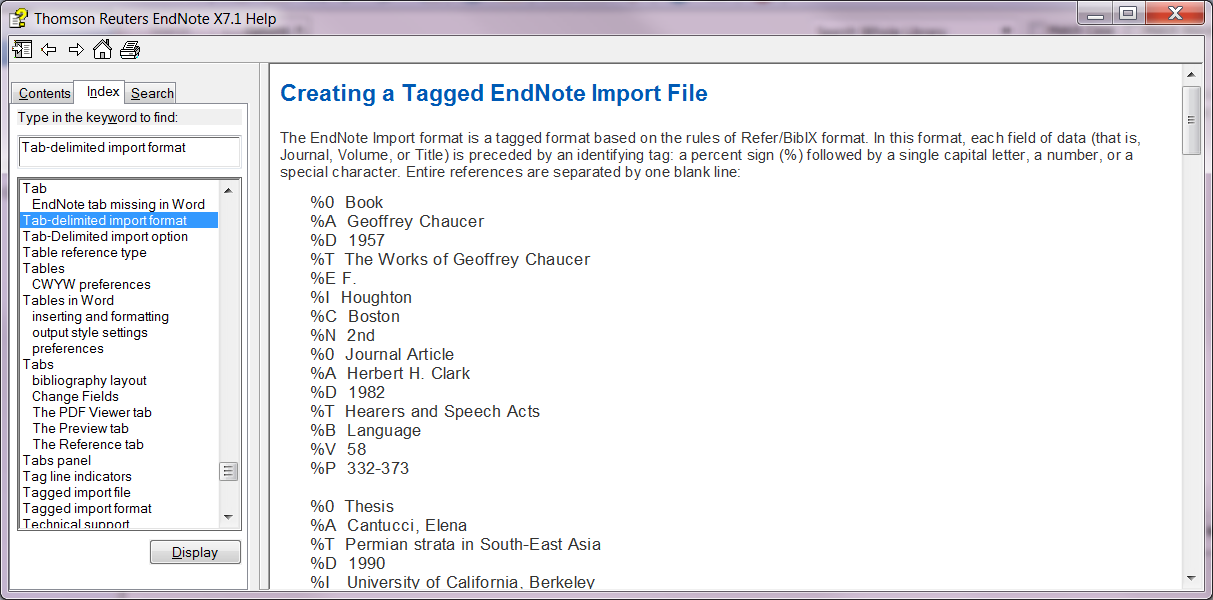 Thomson Reuters EndNote X7.1 Help
Contents
Index
Search
Type in the keyword to find:
Tab-delimited import format
Tab
EndNote tab missing in Word
Tab-delimited import format
Tab-Delimited import option
Table reference type
Tables
CWYW preferences
Tables in Word
inserting and formatting
output style settings
preferences
Tabs
bibliography layout
Change Fields
The PDF Viewer tab
The Preview tab
The Reference tab
Tabs panel
Tag line indicators
Tagged import file
Tagged import format
Technical support
Display
Creating a Tagged EndNote Import File
The EndNote Import format is a tagged format based on the rules of Refer/BibIX format. In this format, each field of data (that is,
Journal, Volume, or Title) is preceded by an identifying tag: a percent sign (%) followed by a single capital letter, a number, or a
special character. Entire references are separated by one blank line:
%0 Book
%A Geoffrey Chaucer
%D 1957
%T The Works of Geoffrey Chaucer
%E F.
%I Houghton
%C Boston
%N 2nd
%0 Journal Article
%A Herbert H. Clark
%D 1982
%T Hearers and Speech Acts
%B Language
%V 58
%P 332-373
%0 Thesis
%A Cantucci, Elena
%T Permian strata in South-East Asia
%D 1990
%I University of California, Berkeley